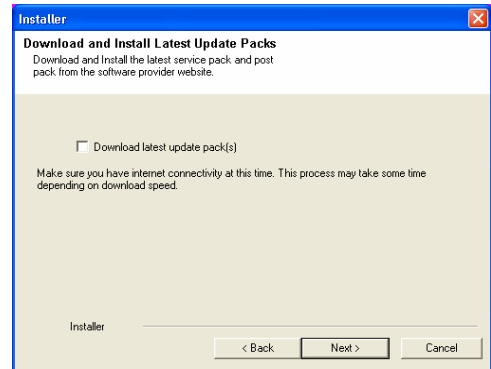 Installer
Download and Install Latest Update Packs
Download and Install the latest service pack and post
pack from the software provider website.
Download latest update pack(s)
Make sure you have internet connectivity at this time. This process may take some time
depending on download speed.
Installer
< Back
Next >
Cancel